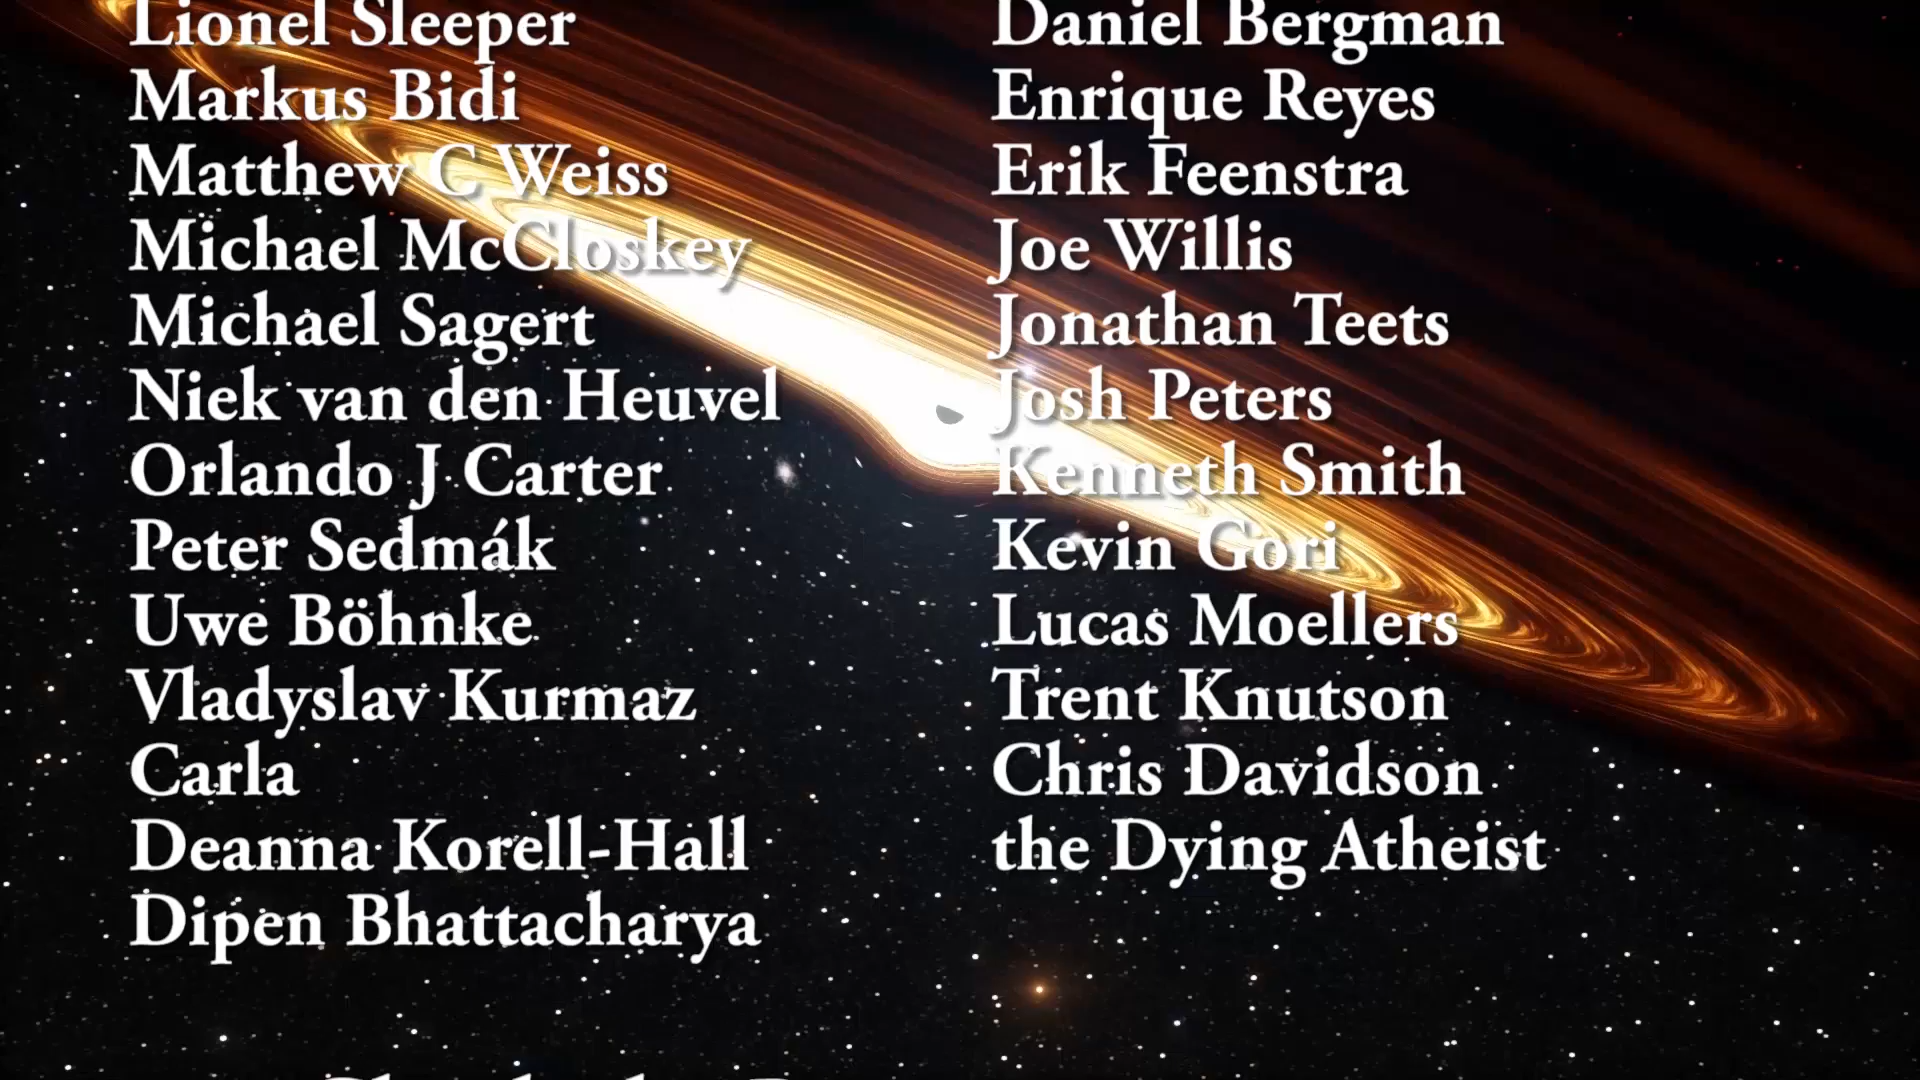 Lionel Sleeper
Markus Bidi
Matthew C Weiss
Michael McCloskey
Michael Sagert
Niek van den Heuvel
Orlando J Carter
Peter Sedmák
Uwe Böhnke
Vladyslav Kurmaz
Carla
Deanna Korell-Hall
Dipen Bhattacharya
Daniel Bergman
Enrique Reyes
Erik Feenstra
Joe Willis
Jonathan Teets
Josh Peters
Kenneth Smith
Kevin Gori
Lucas Moellers
Trent Knutson
Chris Davidson
the Dying Atheist